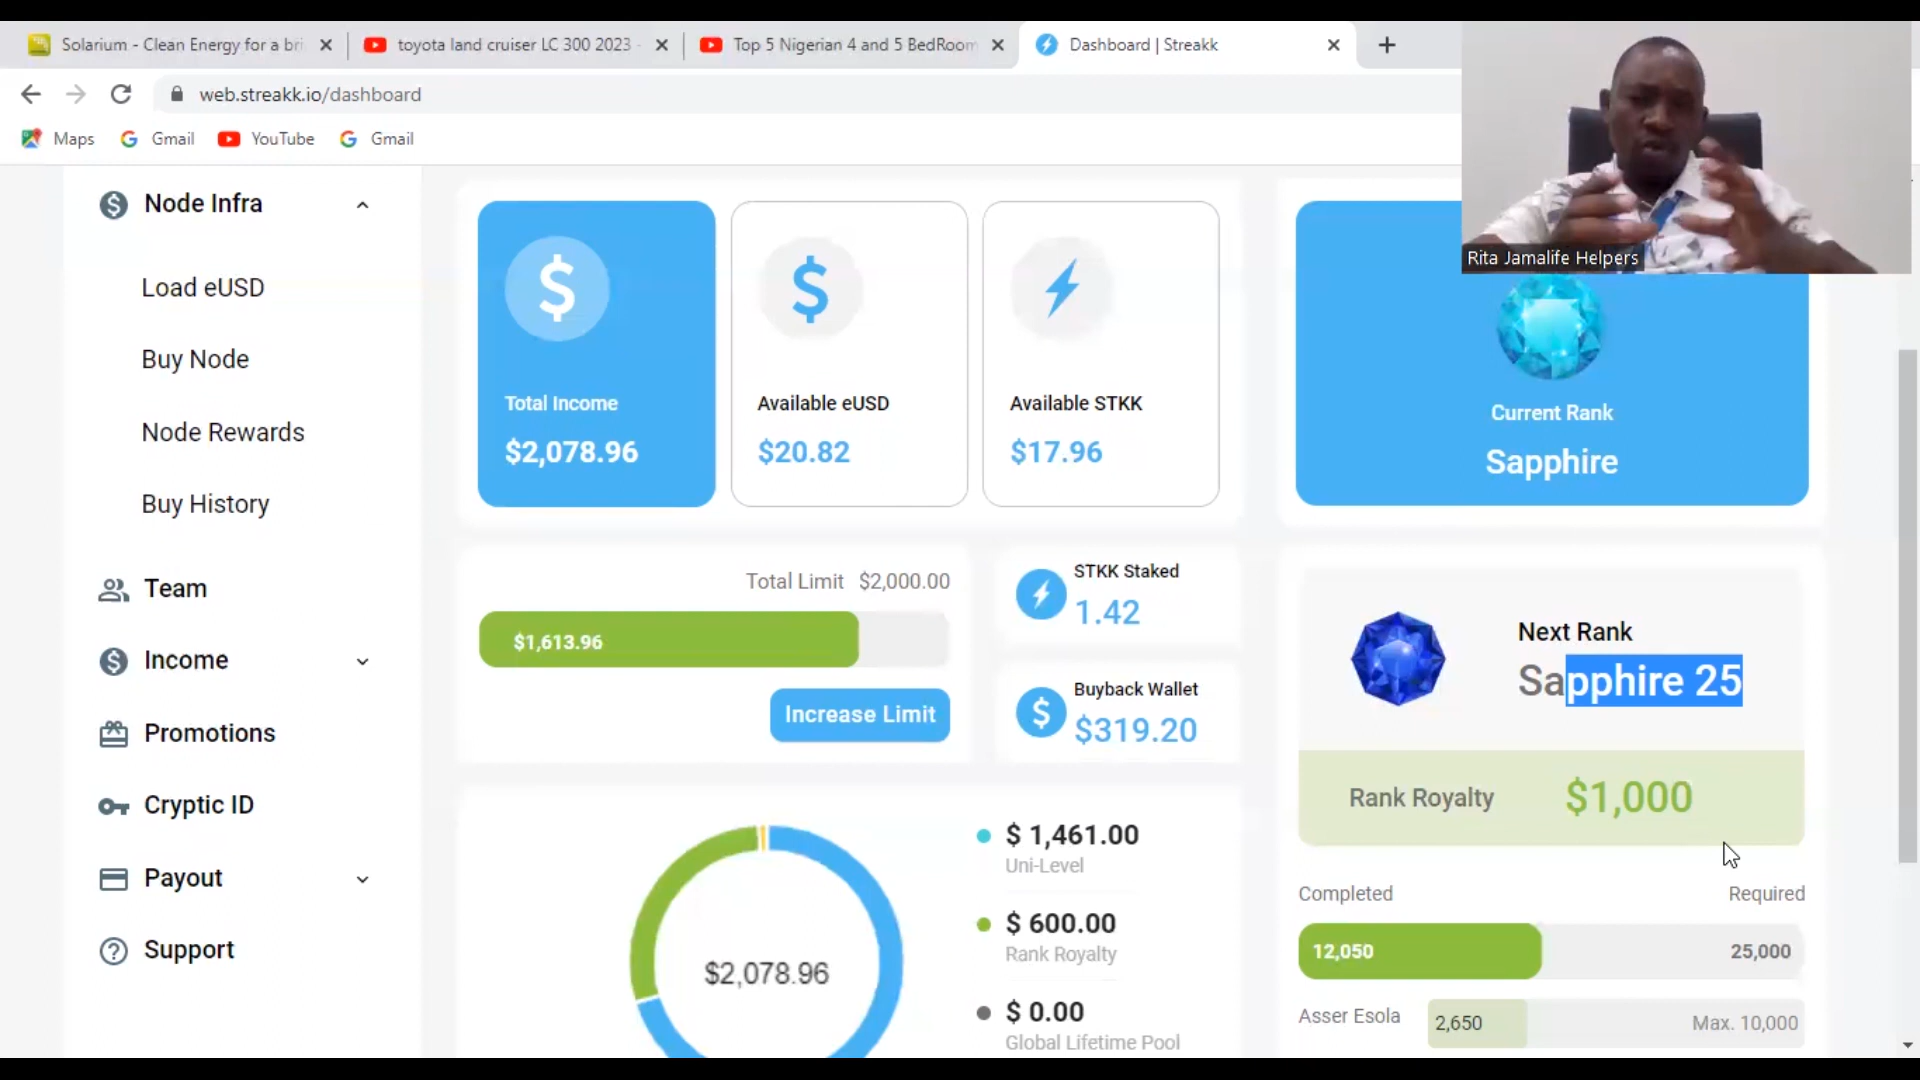 Solarium - Clean Energy for a bri
toyota land cruiser LC 300 2023
Top 5 Nigerian 4 and 5 BedRoom
Dashboard | Streakk
web.streakk.io/dashboard
Maps
Gmail
YouTube
Gmail
Rita Jamalife Helpers
Node Infra
Load eUSD
Buy Node
Node Rewards
Buy History
Team
Income
Promotions
Cryptic ID
Payout
Support
Total Income
$2,078.96
Available eUSD
$20.82
Available STKK
$17.96
Current Rank
Sapphire
Total Limit $2,000.00
$1,613.96
Increase Limit
STKK Staked
1.42
Buyback Wallet
$319.20
Next Rank
Sapphire 25
Rank Royalty $1,000
Completed Required
12,050 25,000
Asser Esola 2,650 Max. 10,000
$2,078.96
$ 1,461.00
Uni-Level
$ 600.00
Rank Royalty
$ 0.00
Global Lifetime Pool